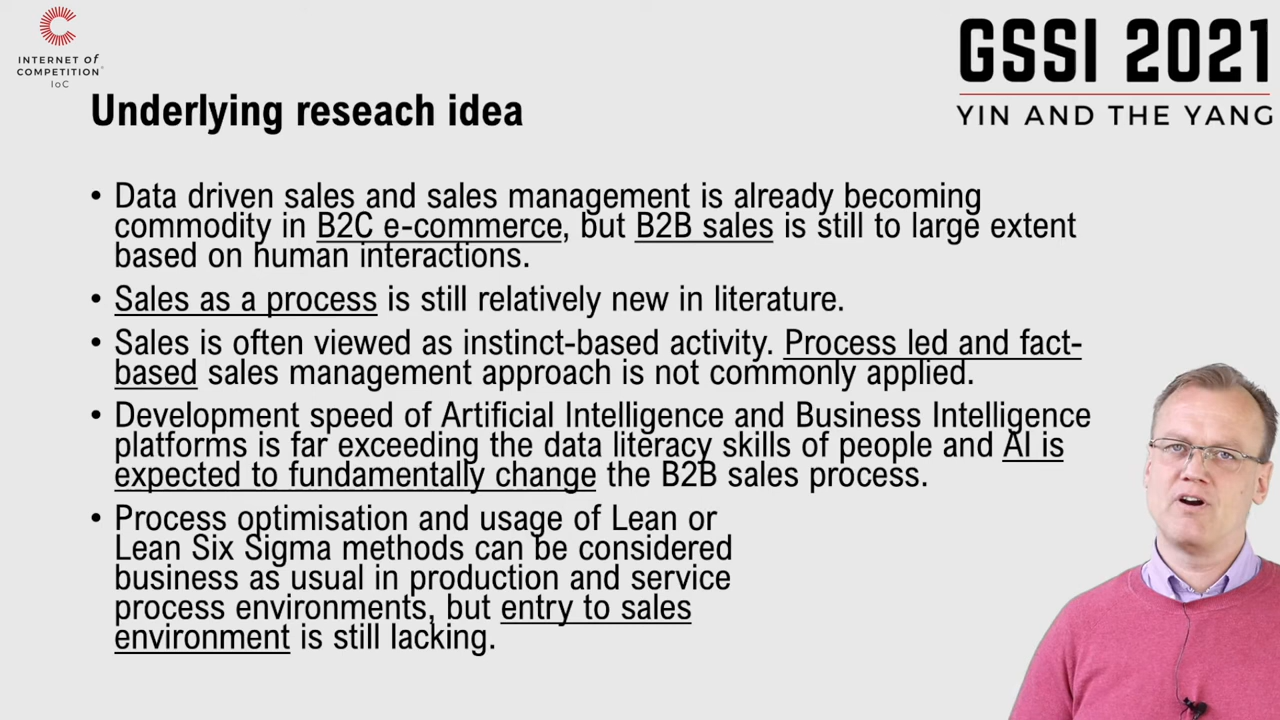 INTERNET of
COMPETITION
IoC
GSSI 2021
YIN AND THE YANG
Underlying reseach idea
• Data driven sales and sales management is already becoming
commodity in B2C e-commerce, but B2B sales is still to large extent
based on human interactions.
• Sales as a process is still relatively new in literature.
• Sales is often viewed as instinct-based activity. Process led and fact-
based sales management approach is not commonly applied.
• Development speed of Artificial Intelligence and Business Intelligence
platforms is far exceeding the data literacy skills of people and AI is
expected to fundamentally change the B2B sales process.
• Process optimisation and usage of Lean or
Lean Six Sigma methods can be considered
business as usual in production and service
process environments, but entry to sales
environment is still lacking.